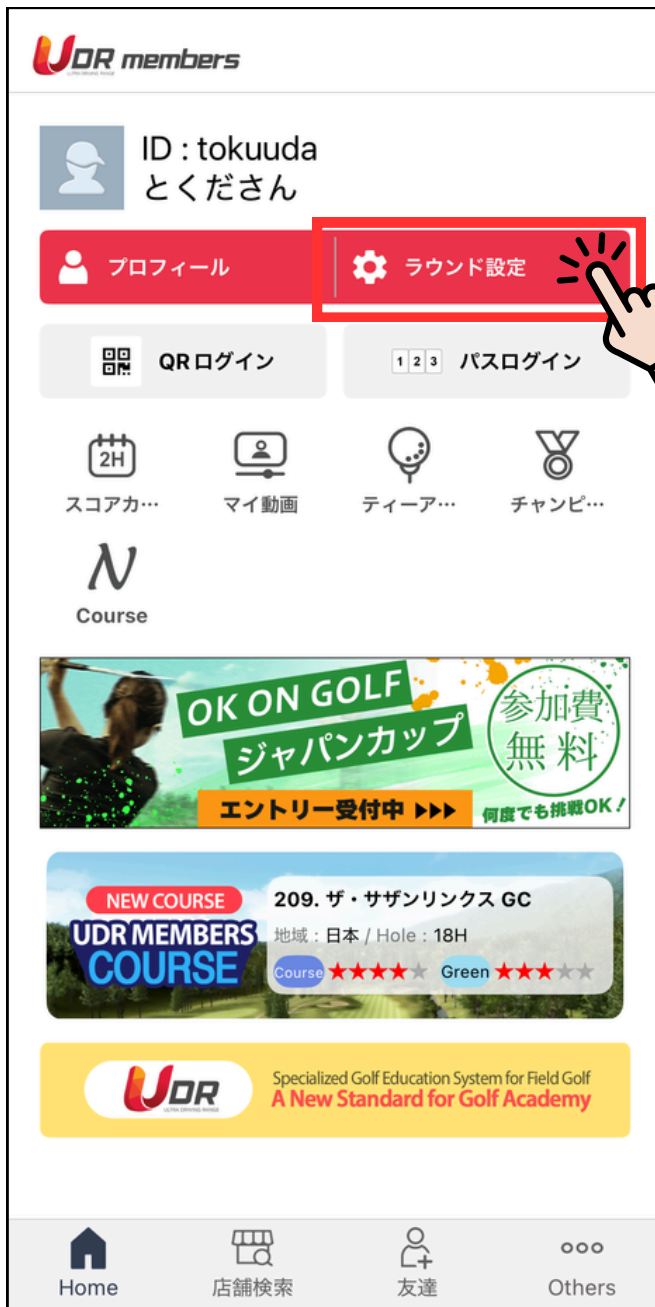 UDR members
ID : tokuuda
とくださん
プロフィール
ラウンド設定
QRログイン
1 2 3 パスログイン
2H
スコアカ…
マイ動画
ティーア…
チャンピ…
N
Course
OK ON GOLF
ジャパンカップ
エントリー受付中 ▶▶▶
参加費
無料
何度でも挑戦OK!
NEW COURSE
UDR MEMBERS
COURSE
209. ザ・サザンリンクス GC
地域 : 日本 / Hole : 18H
Course ★★★★★ Green ★★★★★
UDR
ULTRA DRIVING RANGE
Specialized Golf Education System for Field Golf
A New Standard for Golf Academy
Home
店舗検索
友達
Others